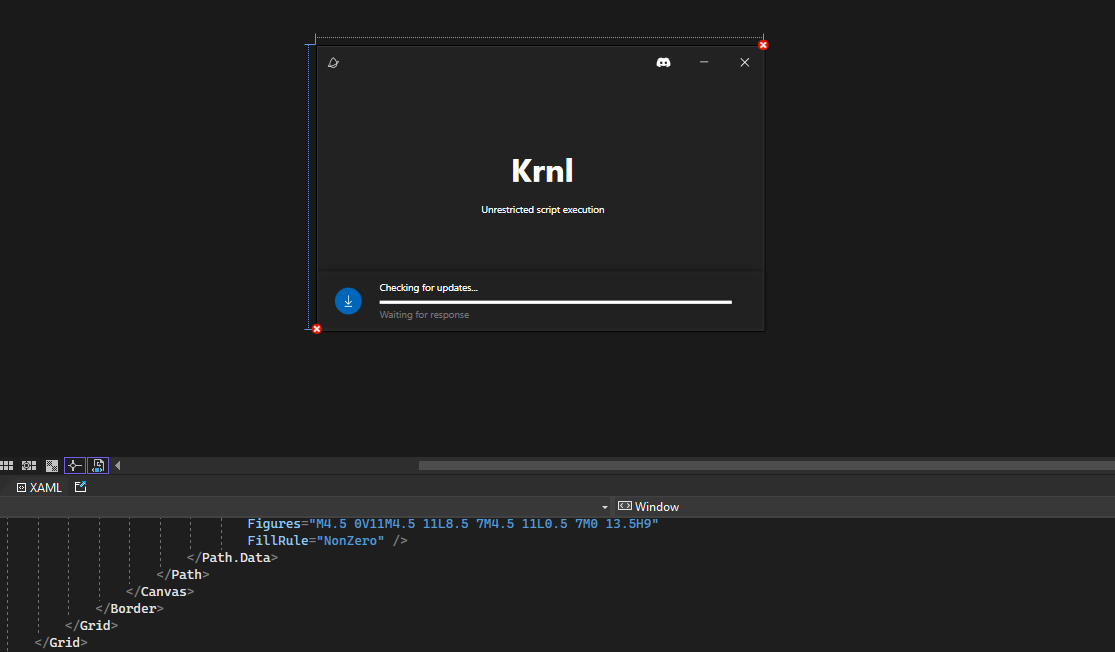 Krnl
Unrestricted script execution
Checking for updates...
Waiting for response
XAML
Window
Figures="M4.5 0V11M4.5 11L8.5 7M4.5 11L0.5 7M0 13.5H9"
FillRule="NonZero" />
</Path.Data>
</Path>
</Canvas>
</Border>
</Grid>
</Grid>